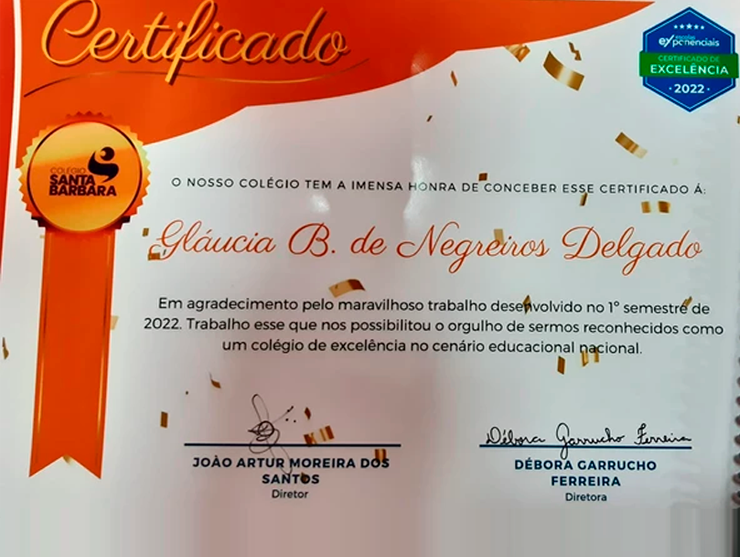 Certificado
escolas
exponenciais
CERTIFICADO DE
EXCELÊNCIA
2022
COLÉGIO
SANTA
BÁRBARA
O NOSSO COLÉGIO TEM A IMENSA HONRA DE CONCEBER ESSE CERTIFICADO Á:
Gláucia B. de Negreiros Delgado
Em agradecimento pelo maravilhoso trabalho desenvolvido no 1º semestre de
2022. Trabalho esse que nos possibilitou o orgulho de sermos reconhecidos como
um colégio de excelência no cenário educacional nacional.
Débora Garrucho Ferreira
JOÃO ARTUR MOREIRA DOS
SANTOS
Diretor
DÉBORA GARRUCHO
FERREIRA
Diretora